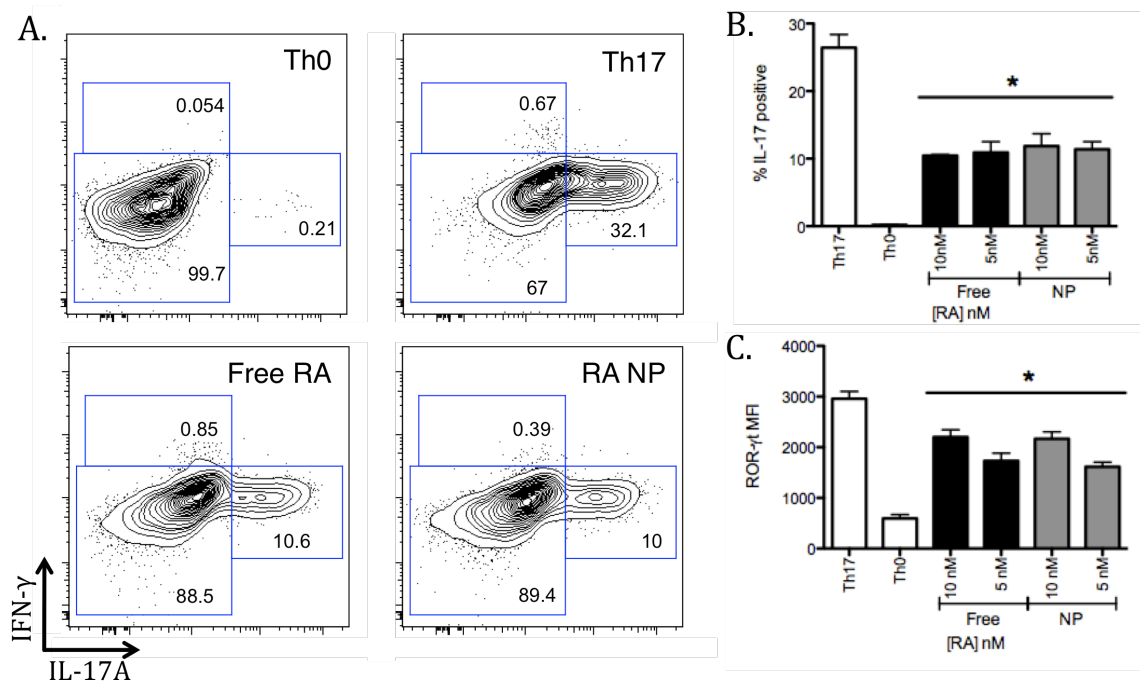 A.
Th0
0.054
0.21
99.7
Th17
0.67
32.1
67
Free RA
0.85
10.6
88.5
RA NP
0.39
10
89.4
IFN-γ
IL-17A
B.
% IL-17 positive
30
20
10
0
*
Th17
Th0
10nM
5nM
10nM
5nM
Free
NP
[RA] nM
C.
ROR-γt MFI
4000
3000
2000
1000
0
*
Th17
Th0
10 nM
5 nM
10 nM
5 nM
Free
NP
[RA] nM